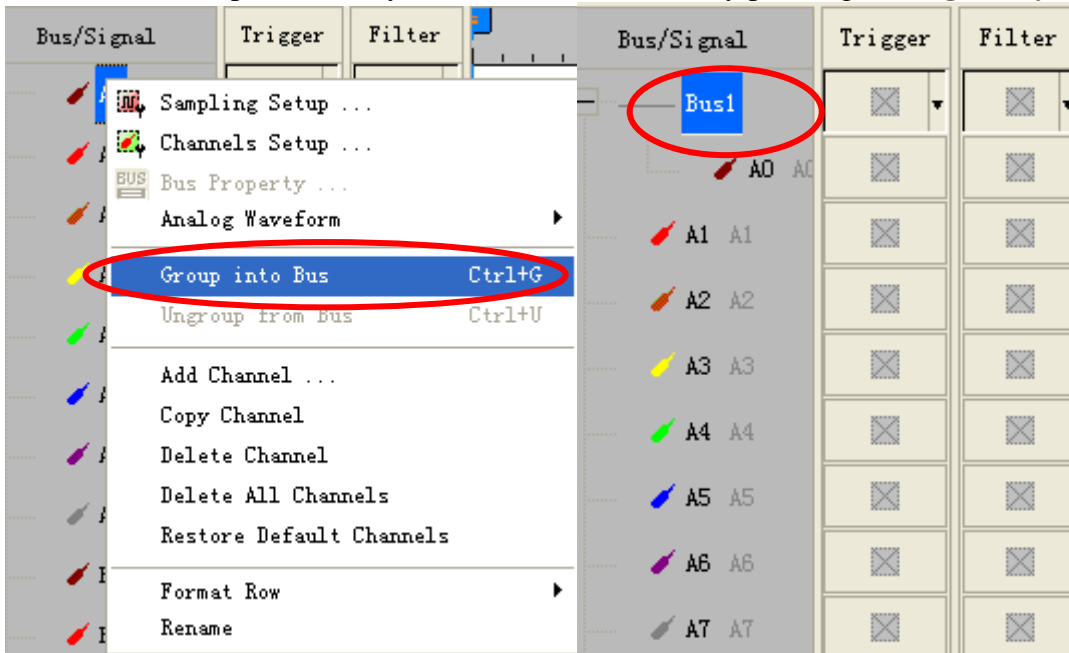 Bus/Signal Trigger Filter
Sampling Setup ...
Channels Setup ...
BUS Bus Property ...
Analog Waveform
Group into Bus Ctrl+G
Ungroup from Bus Ctrl+U
Add Channel ...
Copy Channel
Delete Channel
Delete All Channels
Restore Default Channels
Format Row
Rename
Bus/Signal Trigger Filter
Bus1
A0 A0
A1 A1
A2 A2
A3 A3
A4 A4
A5 A5
A6 A6
A7 A7